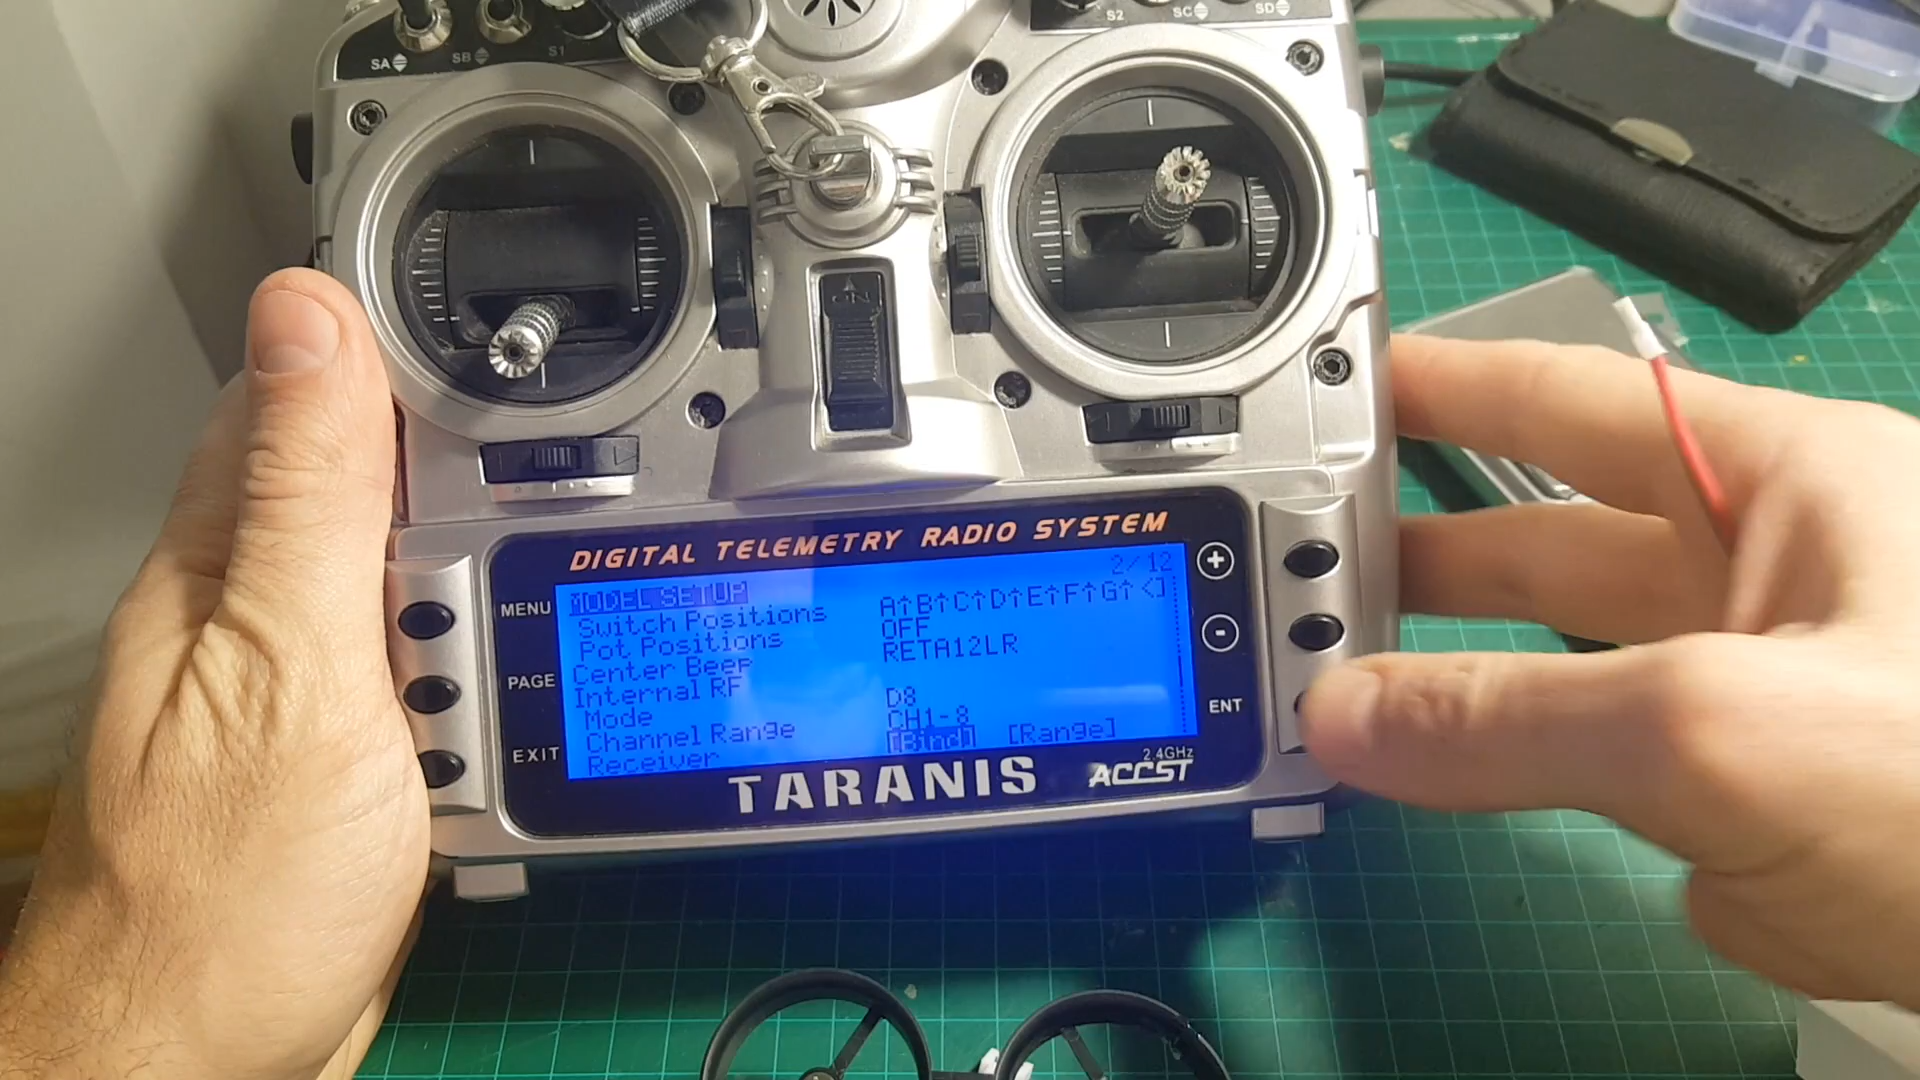 SA SB S1 S2 SC SD
ON
DIGITAL TELEMETRY RADIO SYSTEM
MENU
PAGE
EXIT
+
-
ENT
MODEL SETUP 2/12
Switch Positions A↑B↑C↑D↑E↑F↑G↑<]
Pot Positions OFF
Center Beep RETA12LR
Internal RF
Mode D8
Channel Range CH1-8
Receiver [Bind] [Range]
TARANIS
2.4GHz
ACCST